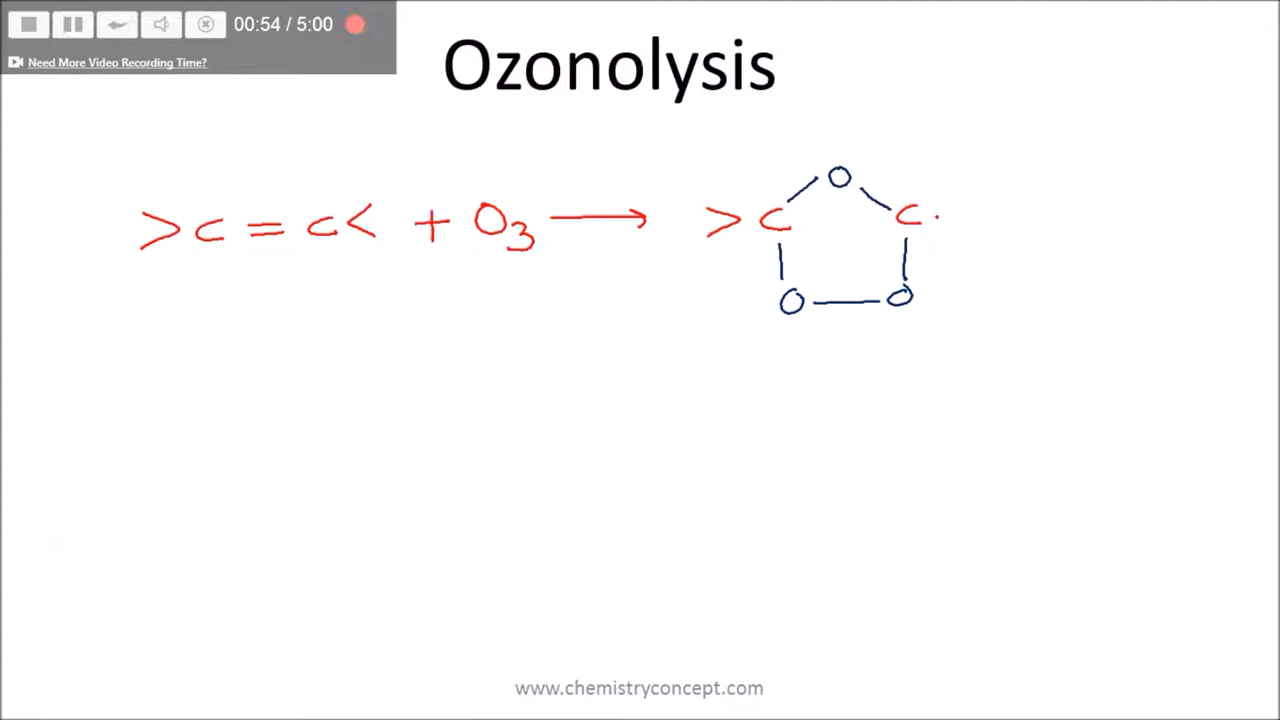 00:54 / 5:00
Need More Video Recording Time?
Ozonolysis
>C = C< + O3 → >C O C
O — O
www.chemistryconcept.com